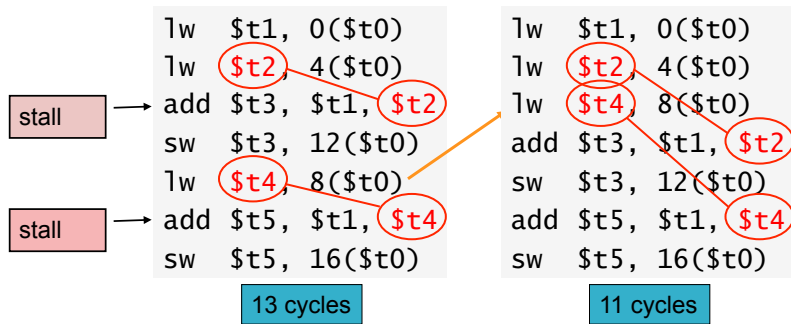 lw $t1, 0($t0)
lw $t2, 4($t0)
stall
add $t3, $t1, $t2
sw $t3, 12($t0)
lw $t4, 8($t0)
stall
add $t5, $t1, $t4
sw $t5, 16($t0)
13 cycles
lw $t1, 0($t0)
lw $t2, 4($t0)
lw $t4, 8($t0)
add $t3, $t1, $t2
sw $t3, 12($t0)
add $t5, $t1, $t4
sw $t5, 16($t0)
11 cycles